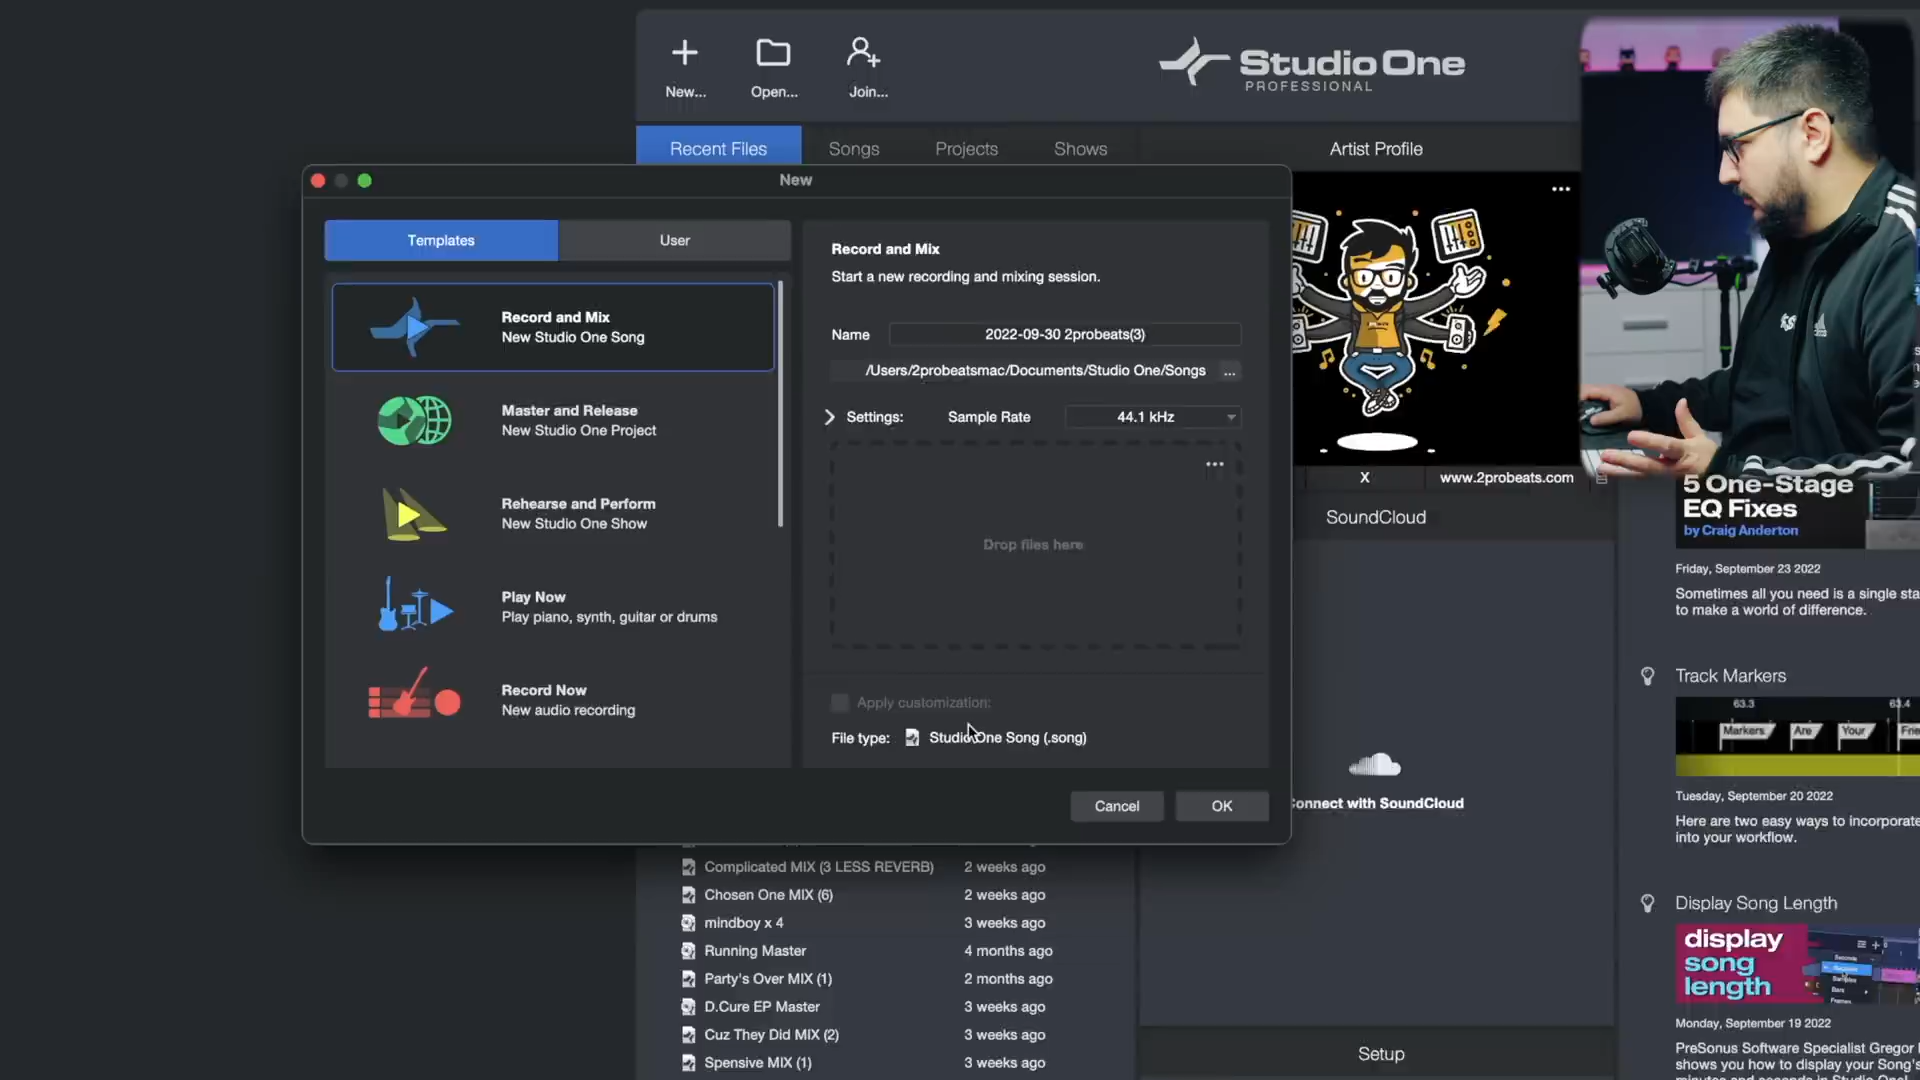 New...
Open...
Join...
Studio One
PROFESSIONAL
Recent Files
Songs
Projects
Shows
Artist Profile
New
Templates
User
Record and Mix
New Studio One Song
Master and Release
New Studio One Project
Rehearse and Perform
New Studio One Show
Play Now
Play piano, synth, guitar or drums
Record Now
New audio recording
Record and Mix
Start a new recording and mixing session.
Name
2022-09-30 2probeats(3)
/Users/2probeatsmac/Documents/Studio One/Songs
...
Settings:
Sample Rate
44.1 kHz
Drop files here
Apply customization:
File type:
Studio One Song (.song)
Cancel
OK
X
www.2probeats.com
SoundCloud
Connect with SoundCloud
Setup
Complicated MIX (3 LESS REVERB) 2 weeks ago
Chosen One MIX (6) 2 weeks ago
mindboy x 4 3 weeks ago
Running Master 4 months ago
Party's Over MIX (1) 2 months ago
D.Cure EP Master 3 weeks ago
Cuz They Did MIX (2) 3 weeks ago
Spensive MIX (1) 3 weeks ago
5 One-Stage
EQ Fixes
by Craig Anderton
Friday, September 23 2022
Sometimes all you need is a single sta
to make a world of difference.
Track Markers
63.3
63.4
Markers
Are
Your
Frie
Tuesday, September 20 2022
Here are two easy ways to incorporate
into your workflow.
Display Song Length
display
song
length
Monday, September 19 2022
PreSonus Software Specialist Gregor
shows you how to display your Song's
minutes and seconds in Studio One!